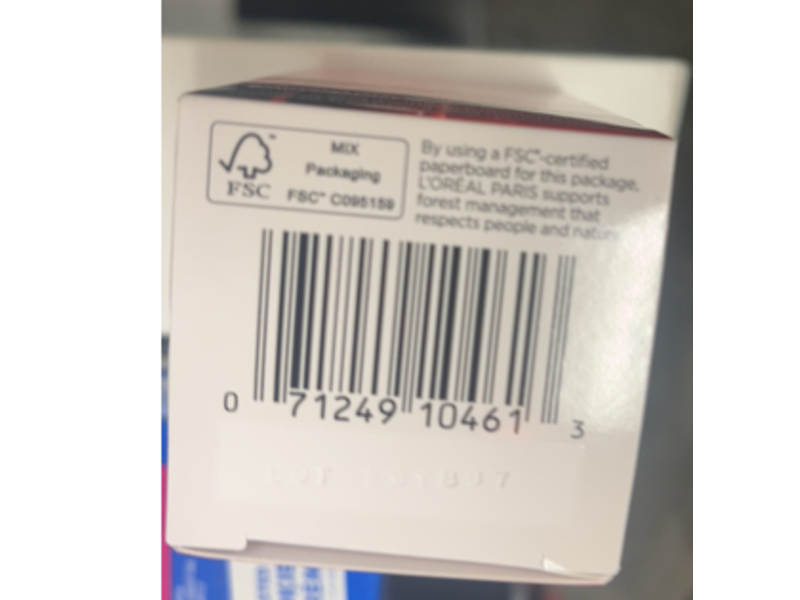 MIX
Packaging
FSC™ C095159
FSC
By using a FSC™-certified
paperboard for this package,
L'ORÉAL PARIS supports
forest management that
respects people and nature.
0 71249 10461 3
LOT